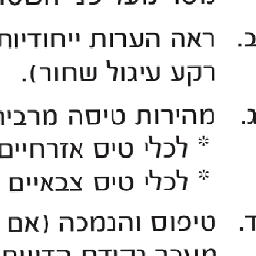 ב. ראה הערות ייחודיות
רקע עיגול שחור).
ג. מהירות טיסה מרבית
* לכלי טיס אזרחיים
* לכלי טיס צבאיים
ד. טיפוס והנמכה (אם